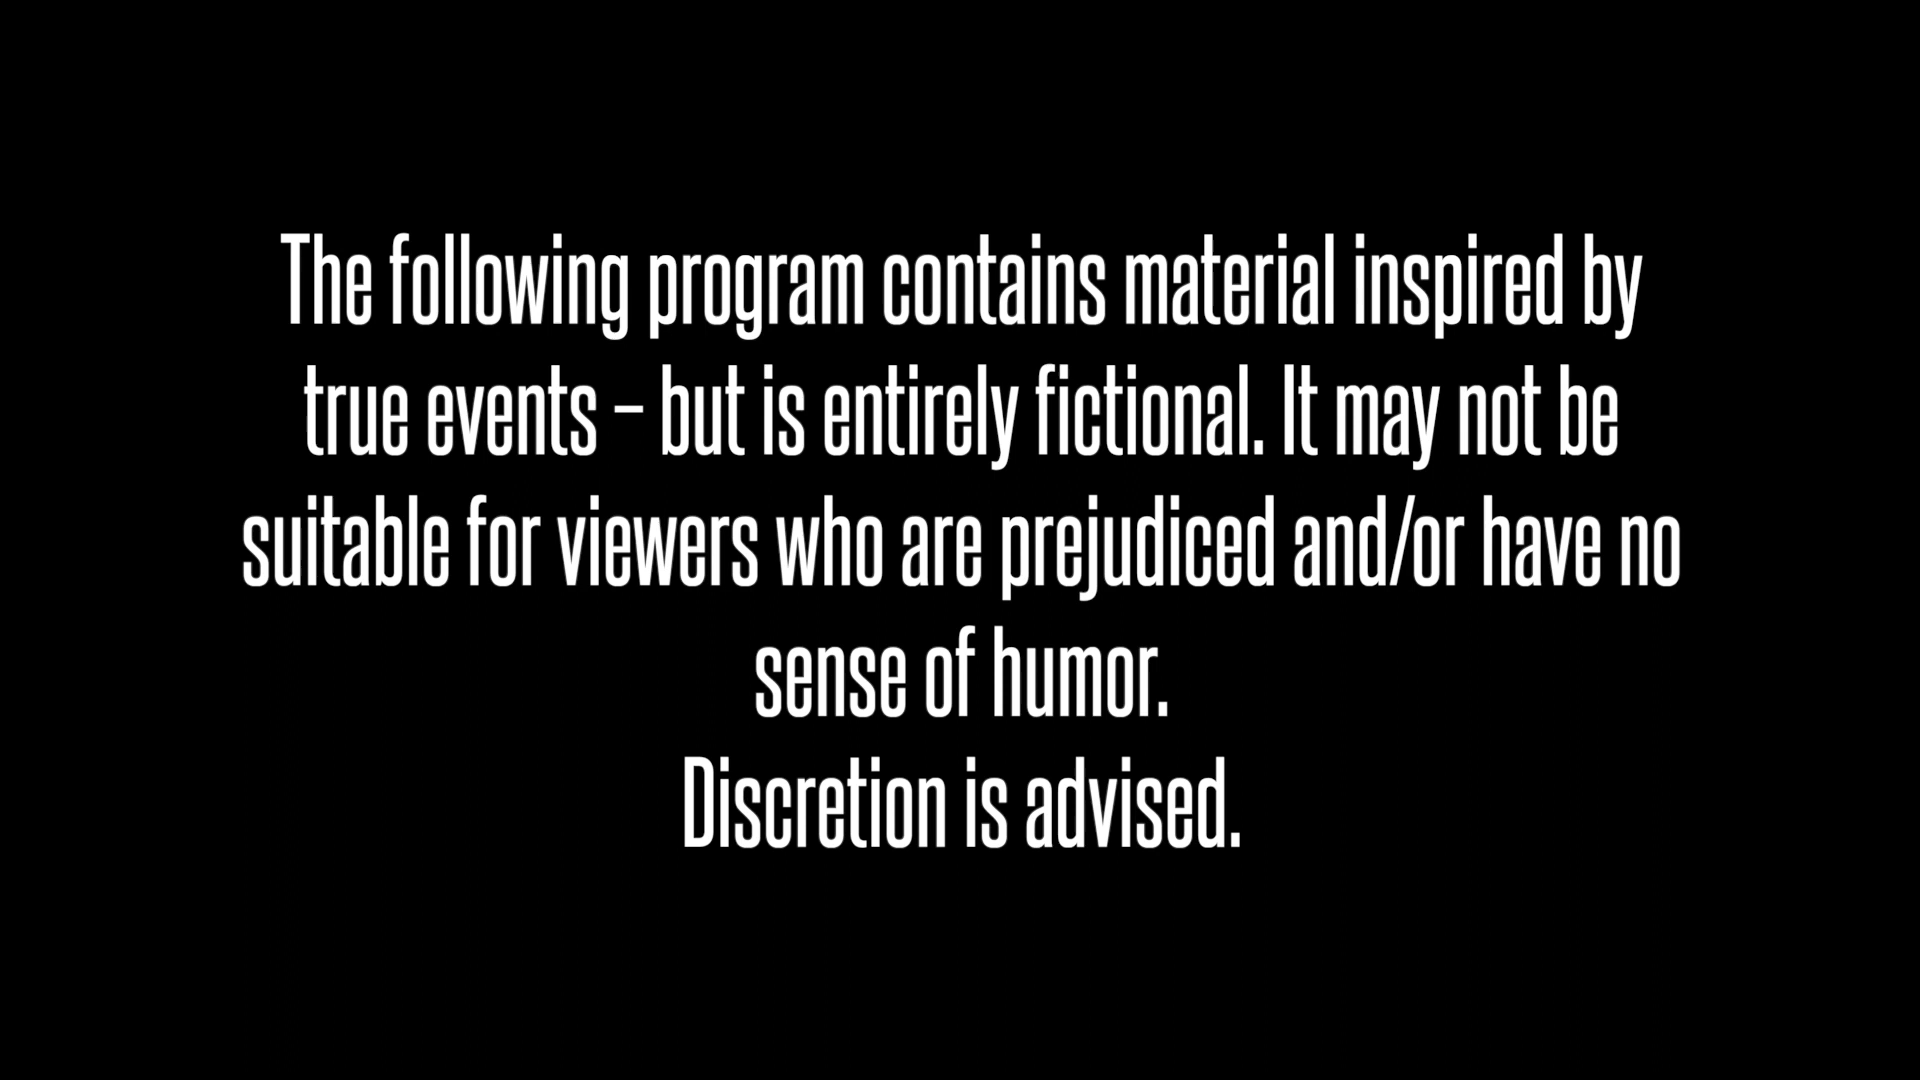 The following program contains material inspired by
true events – but is entirely fictional. It may not be
suitable for viewers who are prejudiced and/or have no
sense of humor.
Discretion is advised.